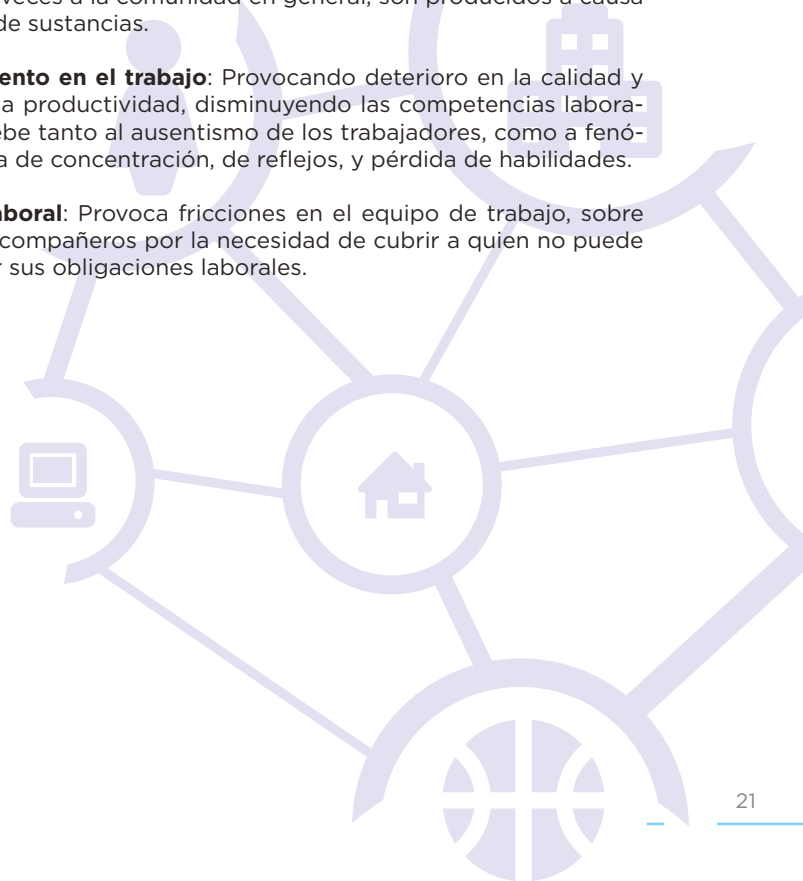 veces a la comunidad en general, son producidos a causa
de sustancias.
ento en el trabajo: Provocando deterioro en la calidad y
a productividad, disminuyendo las competencias labora-
ebe tanto al ausentismo de los trabajadores, como a fenó-
a de concentración, de reflejos, y pérdida de habilidades.
aboral: Provoca fricciones en el equipo de trabajo, sobre
compañeros por la necesidad de cubrir a quien no puede
r sus obligaciones laborales.
21